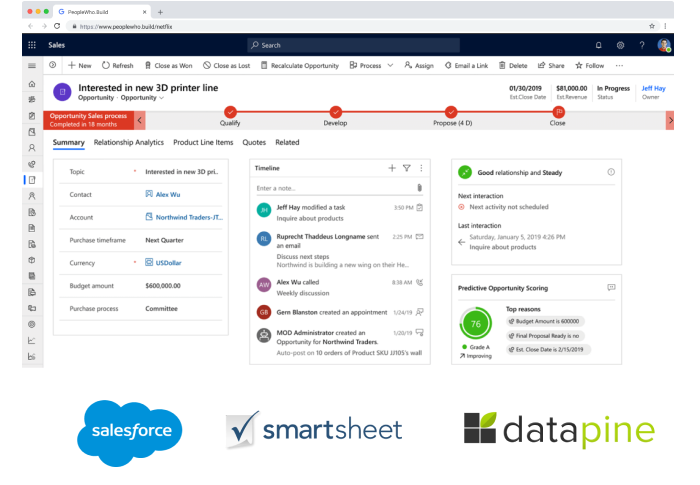 PeopleWho.Build
https://www.peoplewho.build/netflix
Sales
Search
New Refresh Close as Won Close as Lost Recalculate Opportunity Process Assign Email a Link Delete Share Follow
Interested in new 3D printer line
Opportunity · Opportunity
01/30/2019 $81,000.00 In Progress Jeff Hay
Est.Close Date Est.Revenue Status Owner
Opportunity Sales process
Completed in 18 months
Qualify Develop Propose (4 D) Close
Summary Relationship Analytics Product Line Items Quotes Related
Topic * Interested in new 3D pri..
Contact Alex Wu
Account Northwind Traders-JT...
Purchase timeframe Next Quarter
Currency * USDollar
Budget amount $600,000.00
Purchase process Committee
Timeline
Enter a note...
JH Jeff Hay modified a task 3:50 PM
Inquire about products
RL Ruprecht Thaddeus Longname sent 2:25 PM
an email
Discuss next steps
Northwind is building a new wing on their He...
AW Alex Wu called 8:38 AM
Weekly discussion
GB Gern Blanston created an appointment 1/24/19
MOD Administrator created an 1/20/19
Opportunity for Northwind Traders.
Auto-post on 10 orders of Product SKU JJ105's wall
Good relationship and Steady
Next interaction
Next activity not scheduled
Last interaction
Saturday, January 5, 2019 4:26 PM
Inquire about products
Predictive Opportunity Scoring
76
Grade A
Improving
Top reasons
Budget Amount is 600000
Final Proposal Ready is no
Est. Close Date is 2/15/2019
salesforce
smartsheet
datapine